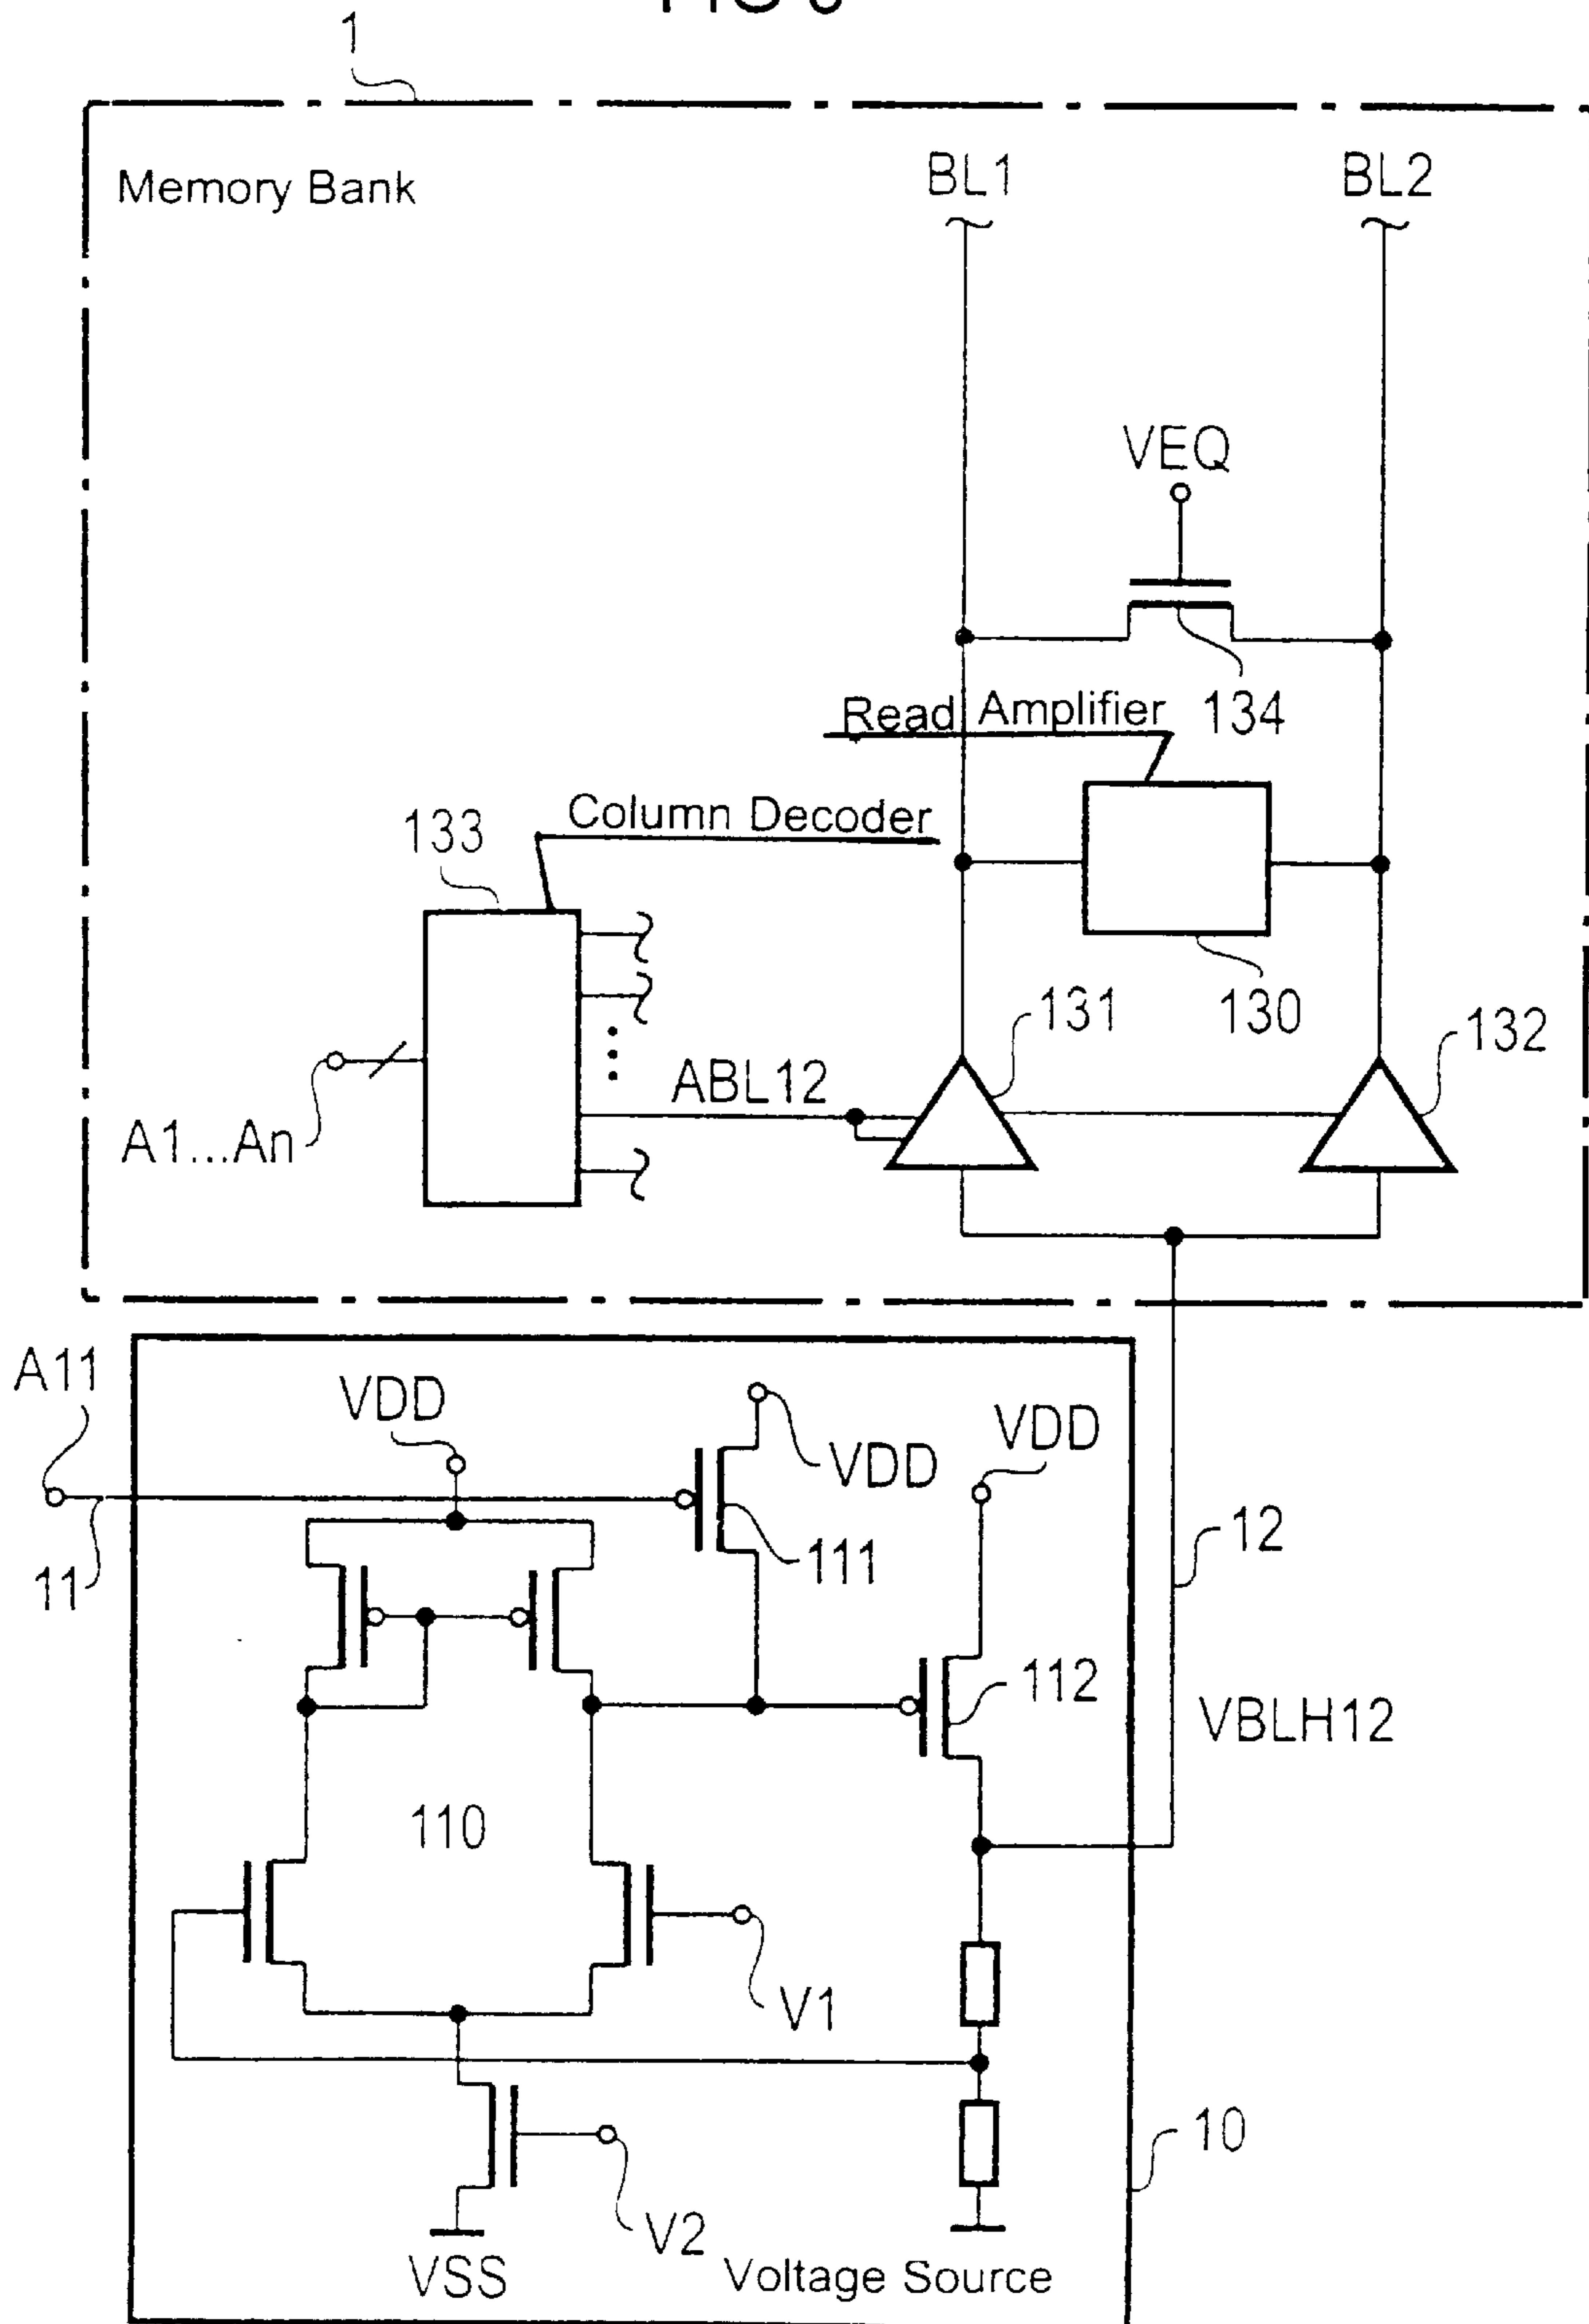 1
Memory Bank
BL1
BL2
VEQ
134
Read Amplifier
Column Decoder
133
130
131
132
ABL12
A1...An
A11
VDD
VDD
VDD
11
111
12
112
VBLH12
110
V1
10
V2
VSS
Voltage Source